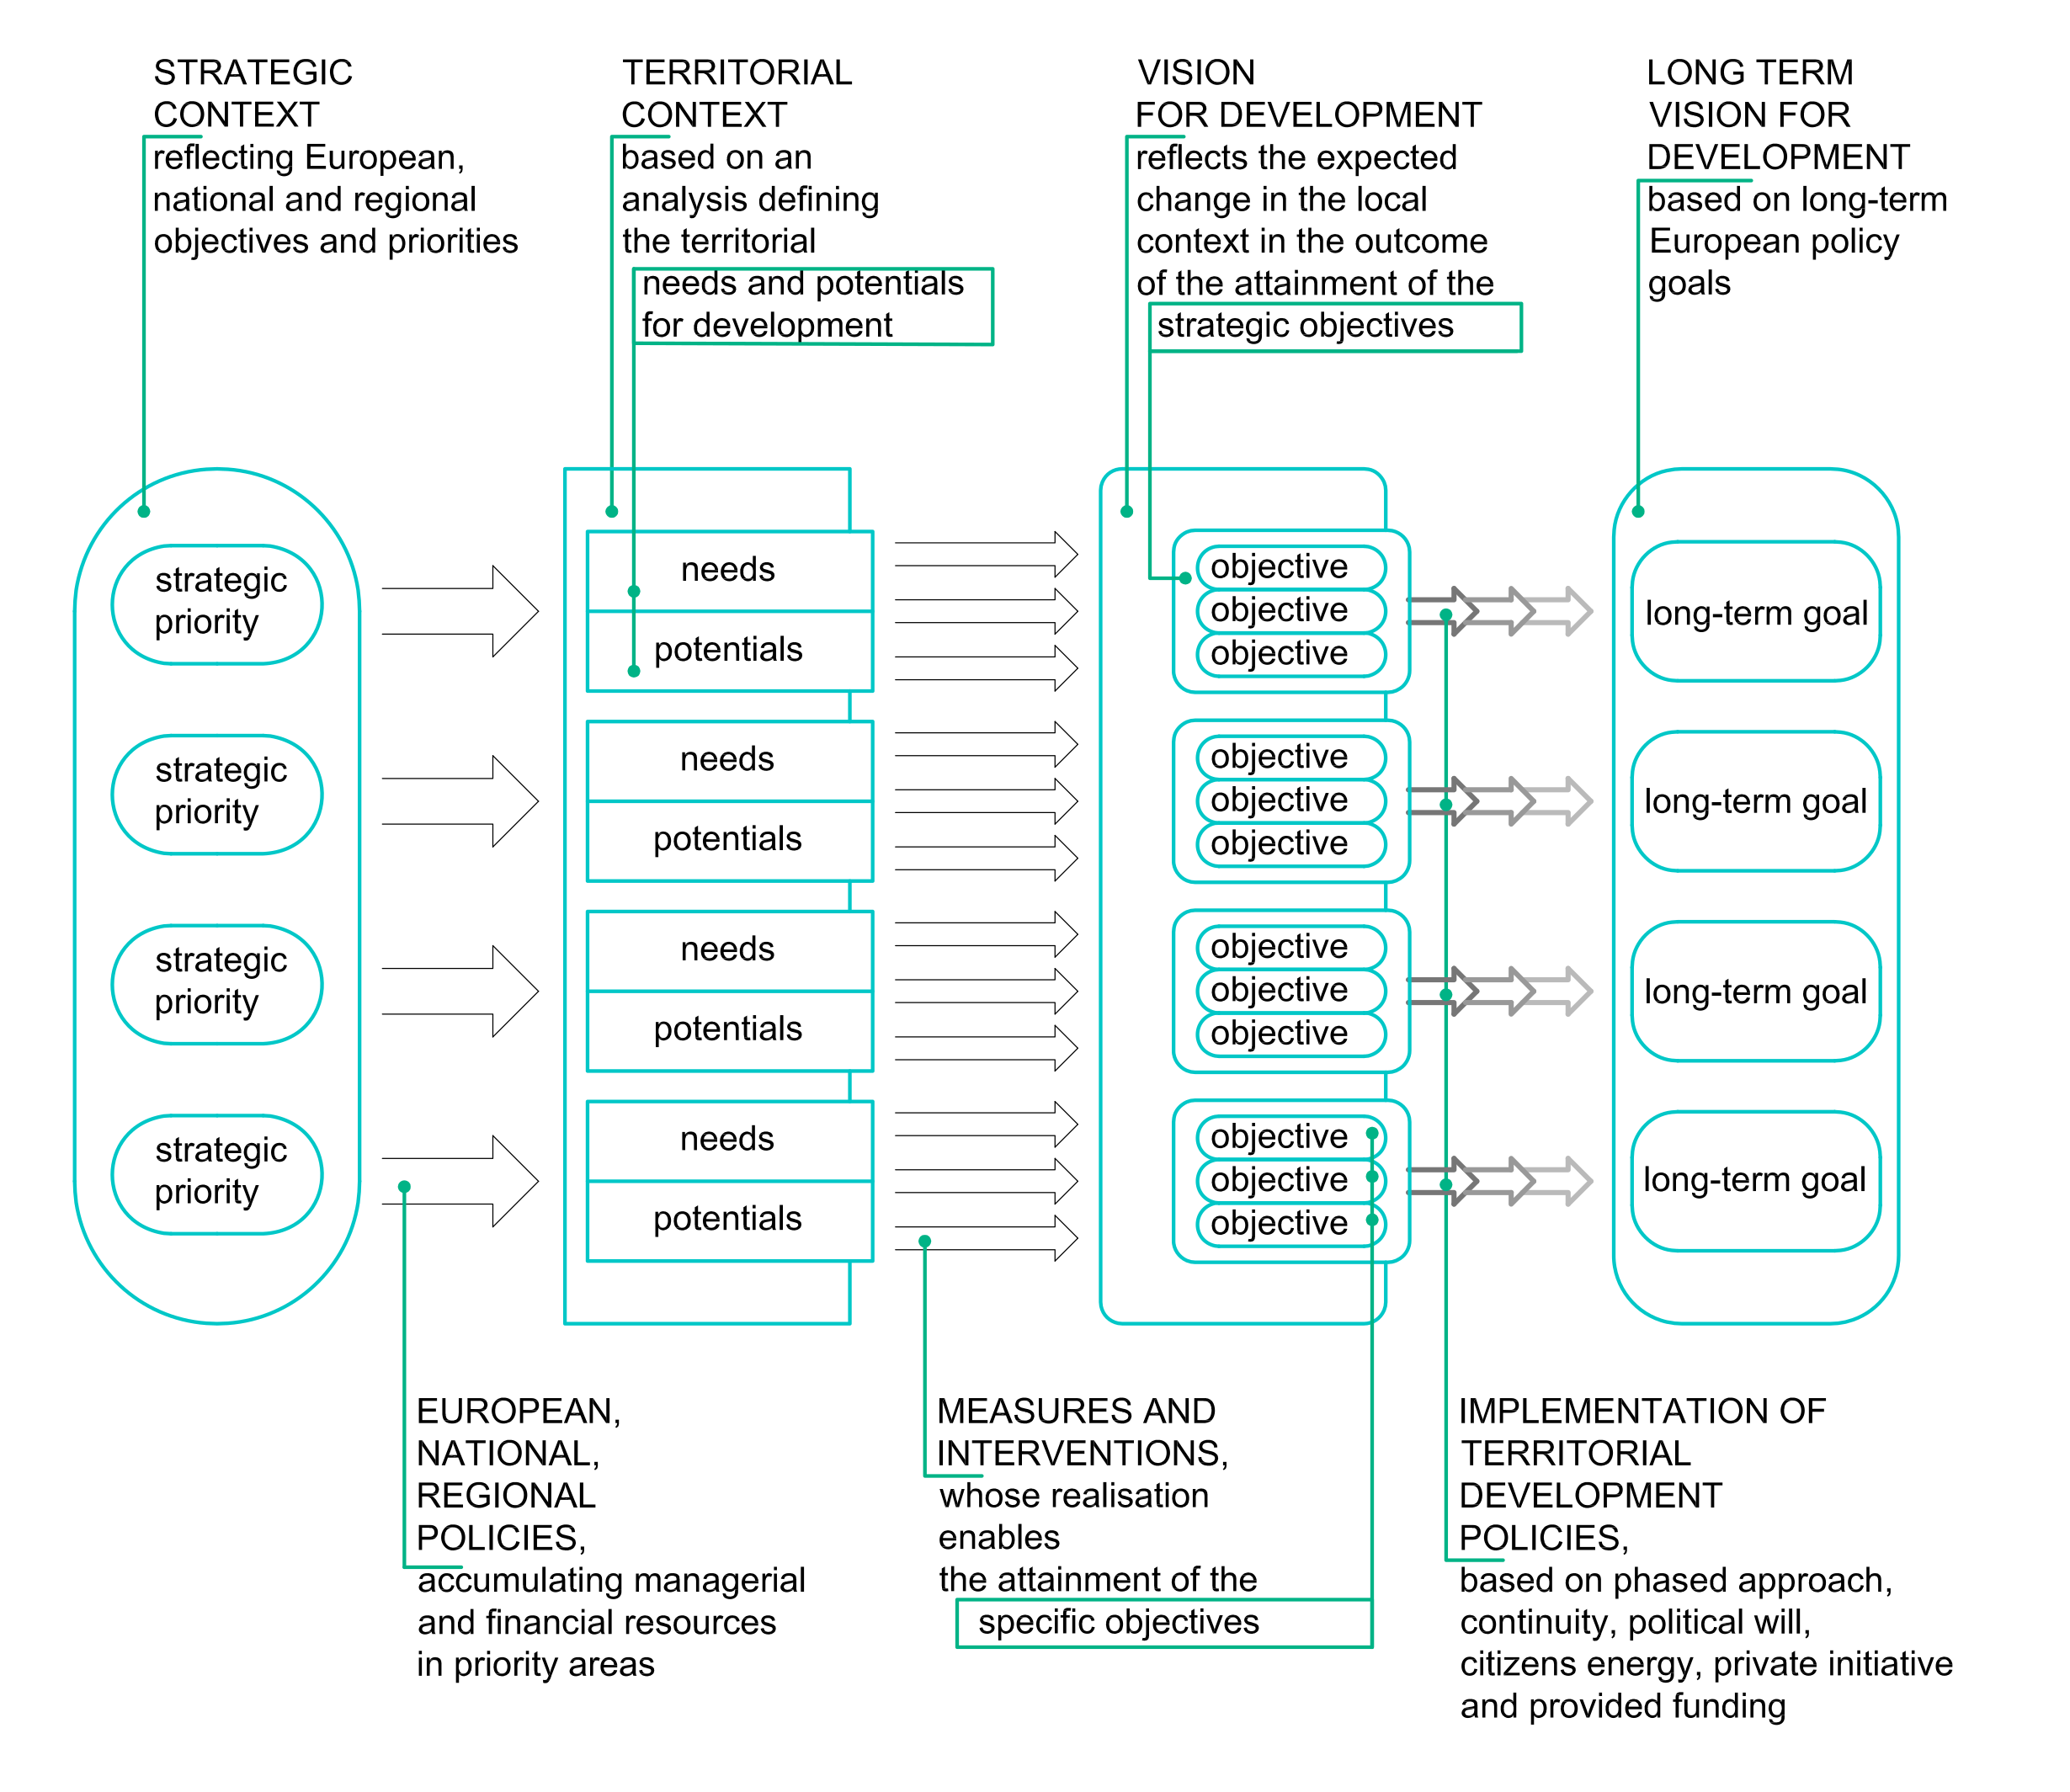 STRATEGIC
CONTEXT
reflecting European,
national and regional
objectives and priorities
TERRITORIAL
CONTEXT
based on an
analysis defining
the territorial
needs and potentials
for development
VISION
FOR DEVELOPMENT
reflects the expected
change in the local
context in the outcome
of the attainment of the
strategic objectives
LONG TERM
VISION FOR
DEVELOPMENT
based on long-term
European policy
goals
strategic
priority
needs
potentials
objective
objective
objective
long-term goal
strategic
priority
needs
potentials
objective
objective
objective
long-term goal
strategic
priority
needs
potentials
objective
objective
objective
long-term goal
strategic
priority
needs
potentials
objective
objective
objective
long-term goal
EUROPEAN,
NATIONAL,
REGIONAL
POLICIES,
accumulating managerial
and financial resources
in priority areas
MEASURES AND
INTERVENTIONS,
whose realisation
enables
the attainment of the
specific objectives
IMPLEMENTATION OF
TERRITORIAL
DEVELOPMENT
POLICIES,
based on phased approach,
continuity, political will,
citizens energy, private initiative
and provided funding